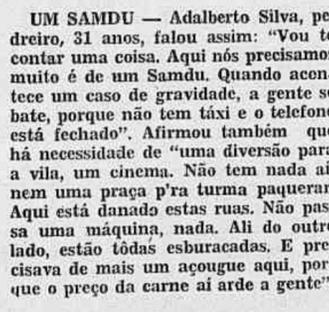 UM SAMDU — Adalberto Silva, pe
dreiro, 31 anos, falou assim: "Vou te
contar uma coisa. Aqui nós precisamo
muito é de um Samdu. Quando acon
tece um caso de gravidade, a gente se
bate, porque não tem táxi e o telefone
está fechado". Afirmou também que
há necessidade de "uma diversão para
a vila, um cinema. Não tem nada aí
nem uma praça p'ra turma paquerar
Aqui está danado estas ruas. Não pas
sa uma máquina, nada. Ali do outro
lado, estão tôdas esburacadas. E pre
cisava de mais um açougue aqui, por
que o preço da carne aí arde a gente"